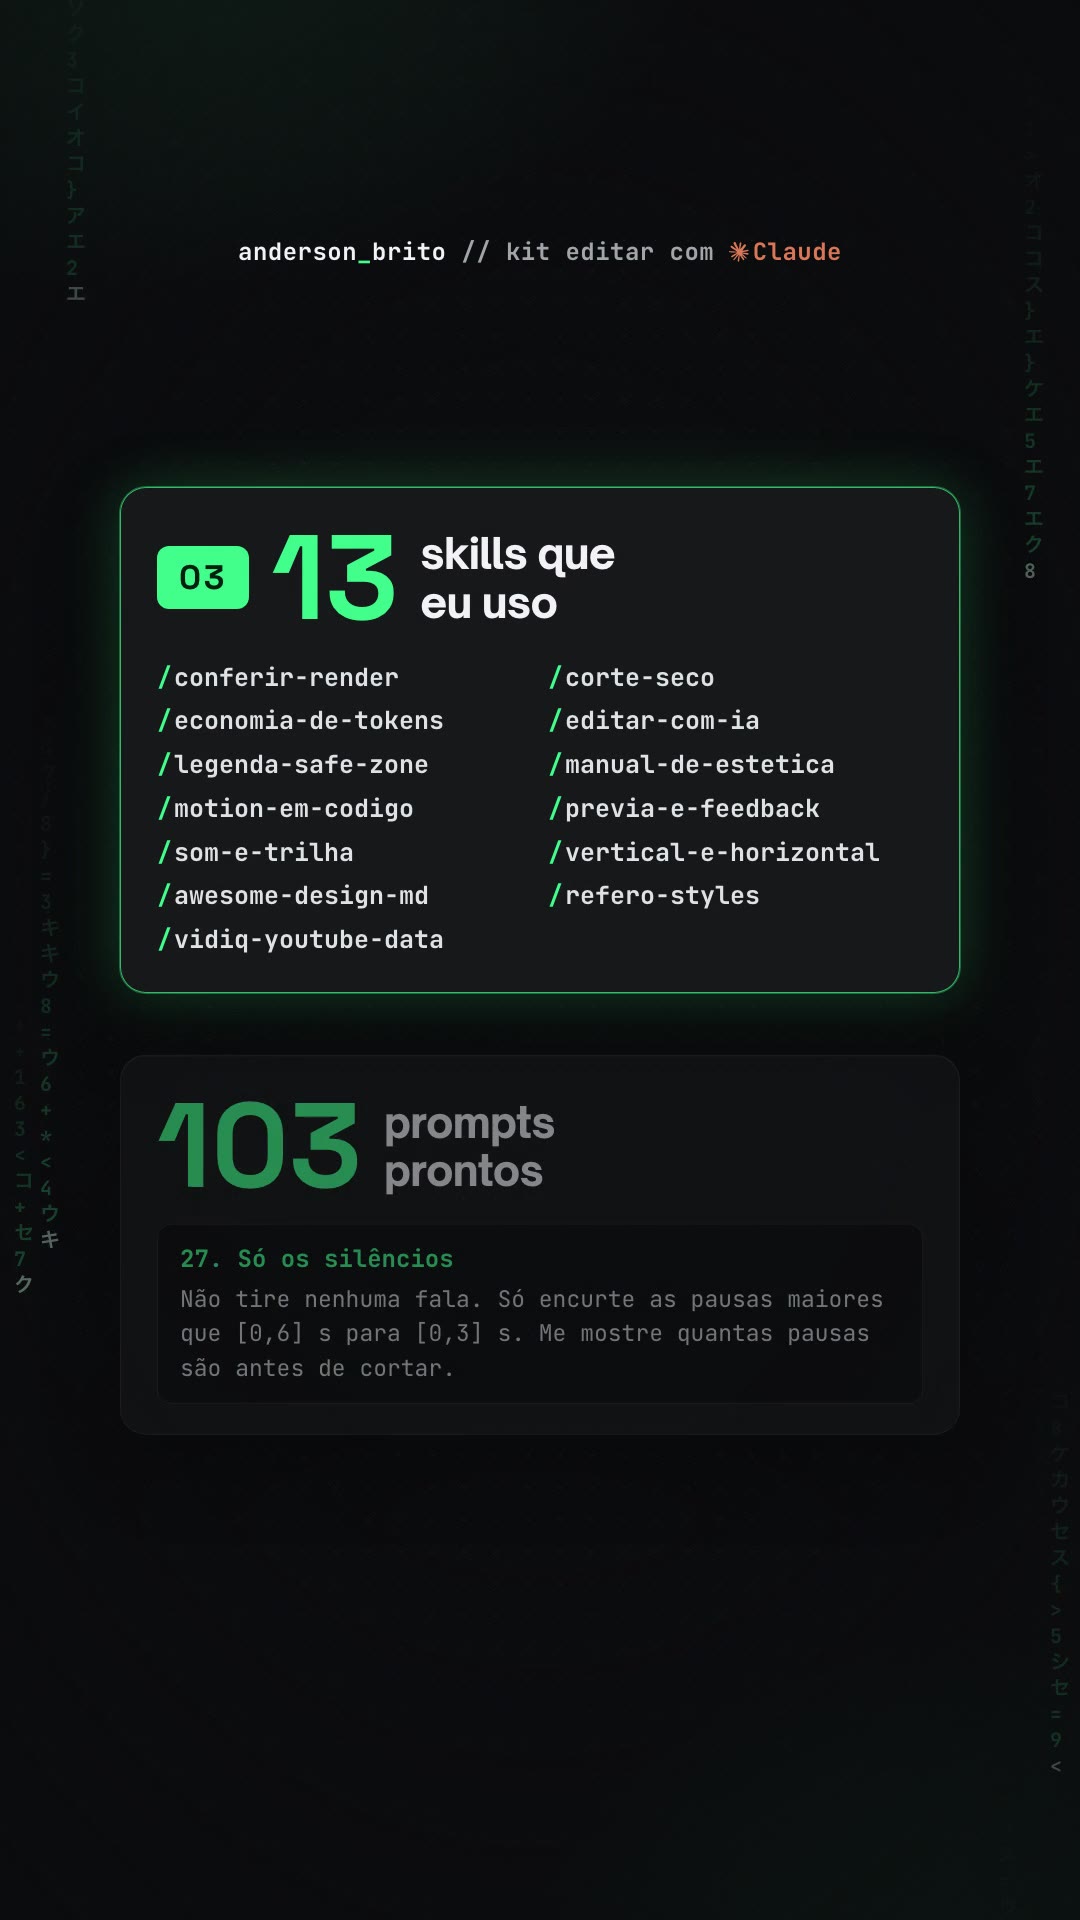 anderson_brito // kit editar com Claude
03 13 skills que
eu uso
/conferir-render
/corte-seco
/economia-de-tokens
/editar-com-ia
/legenda-safe-zone
/manual-de-estetica
/motion-em-codigo
/previa-e-feedback
/som-e-trilha
/vertical-e-horizontal
/awesome-design-md
/refero-styles
/vidiq-youtube-data
103 prompts
prontos
27. Só os silêncios
Não tire nenhuma fala. Só encurte as pausas maiores
que [0,6] s para [0,3] s. Me mostre quantas pausas
são antes de cortar.